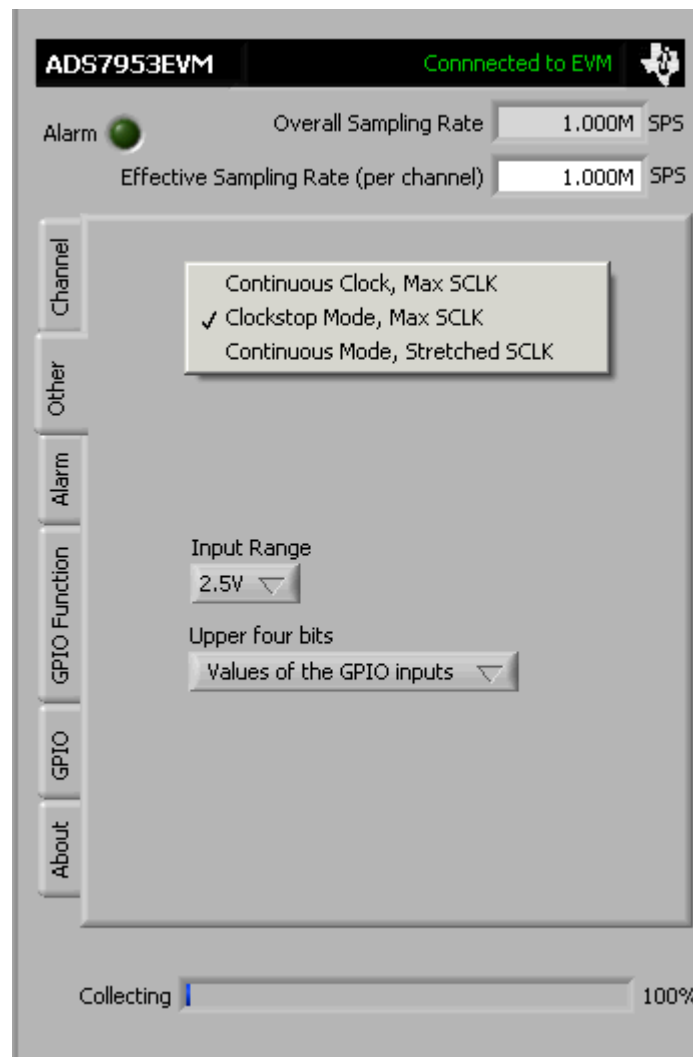 ADS7953EVM Connnected to EVM
Alarm Overall Sampling Rate 1.000M SPS
Effective Sampling Rate (per channel) 1.000M SPS
Channel
Other
Alarm
GPIO Function
GPIO
About
Continuous Clock, Max SCLK
✓ Clockstop Mode, Max SCLK
Continuous Mode, Stretched SCLK
Input Range
2.5V
Upper four bits
Values of the GPIO inputs
Collecting 100%